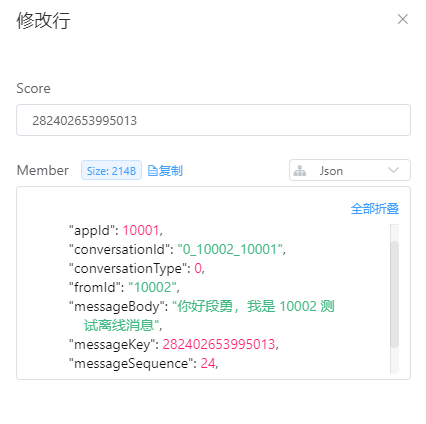 修改行
Score
282402653995013
Member Size: 214B 复制 Json
全部折叠
"appId": 10001,
"conversationId": "0_10002_10001",
"conversationType": 0,
"fromId": "10002",
"messageBody": "你好段勇，我是 10002 测
试离线消息",
"messageKey": 282402653995013,
"messageSequence": 24,